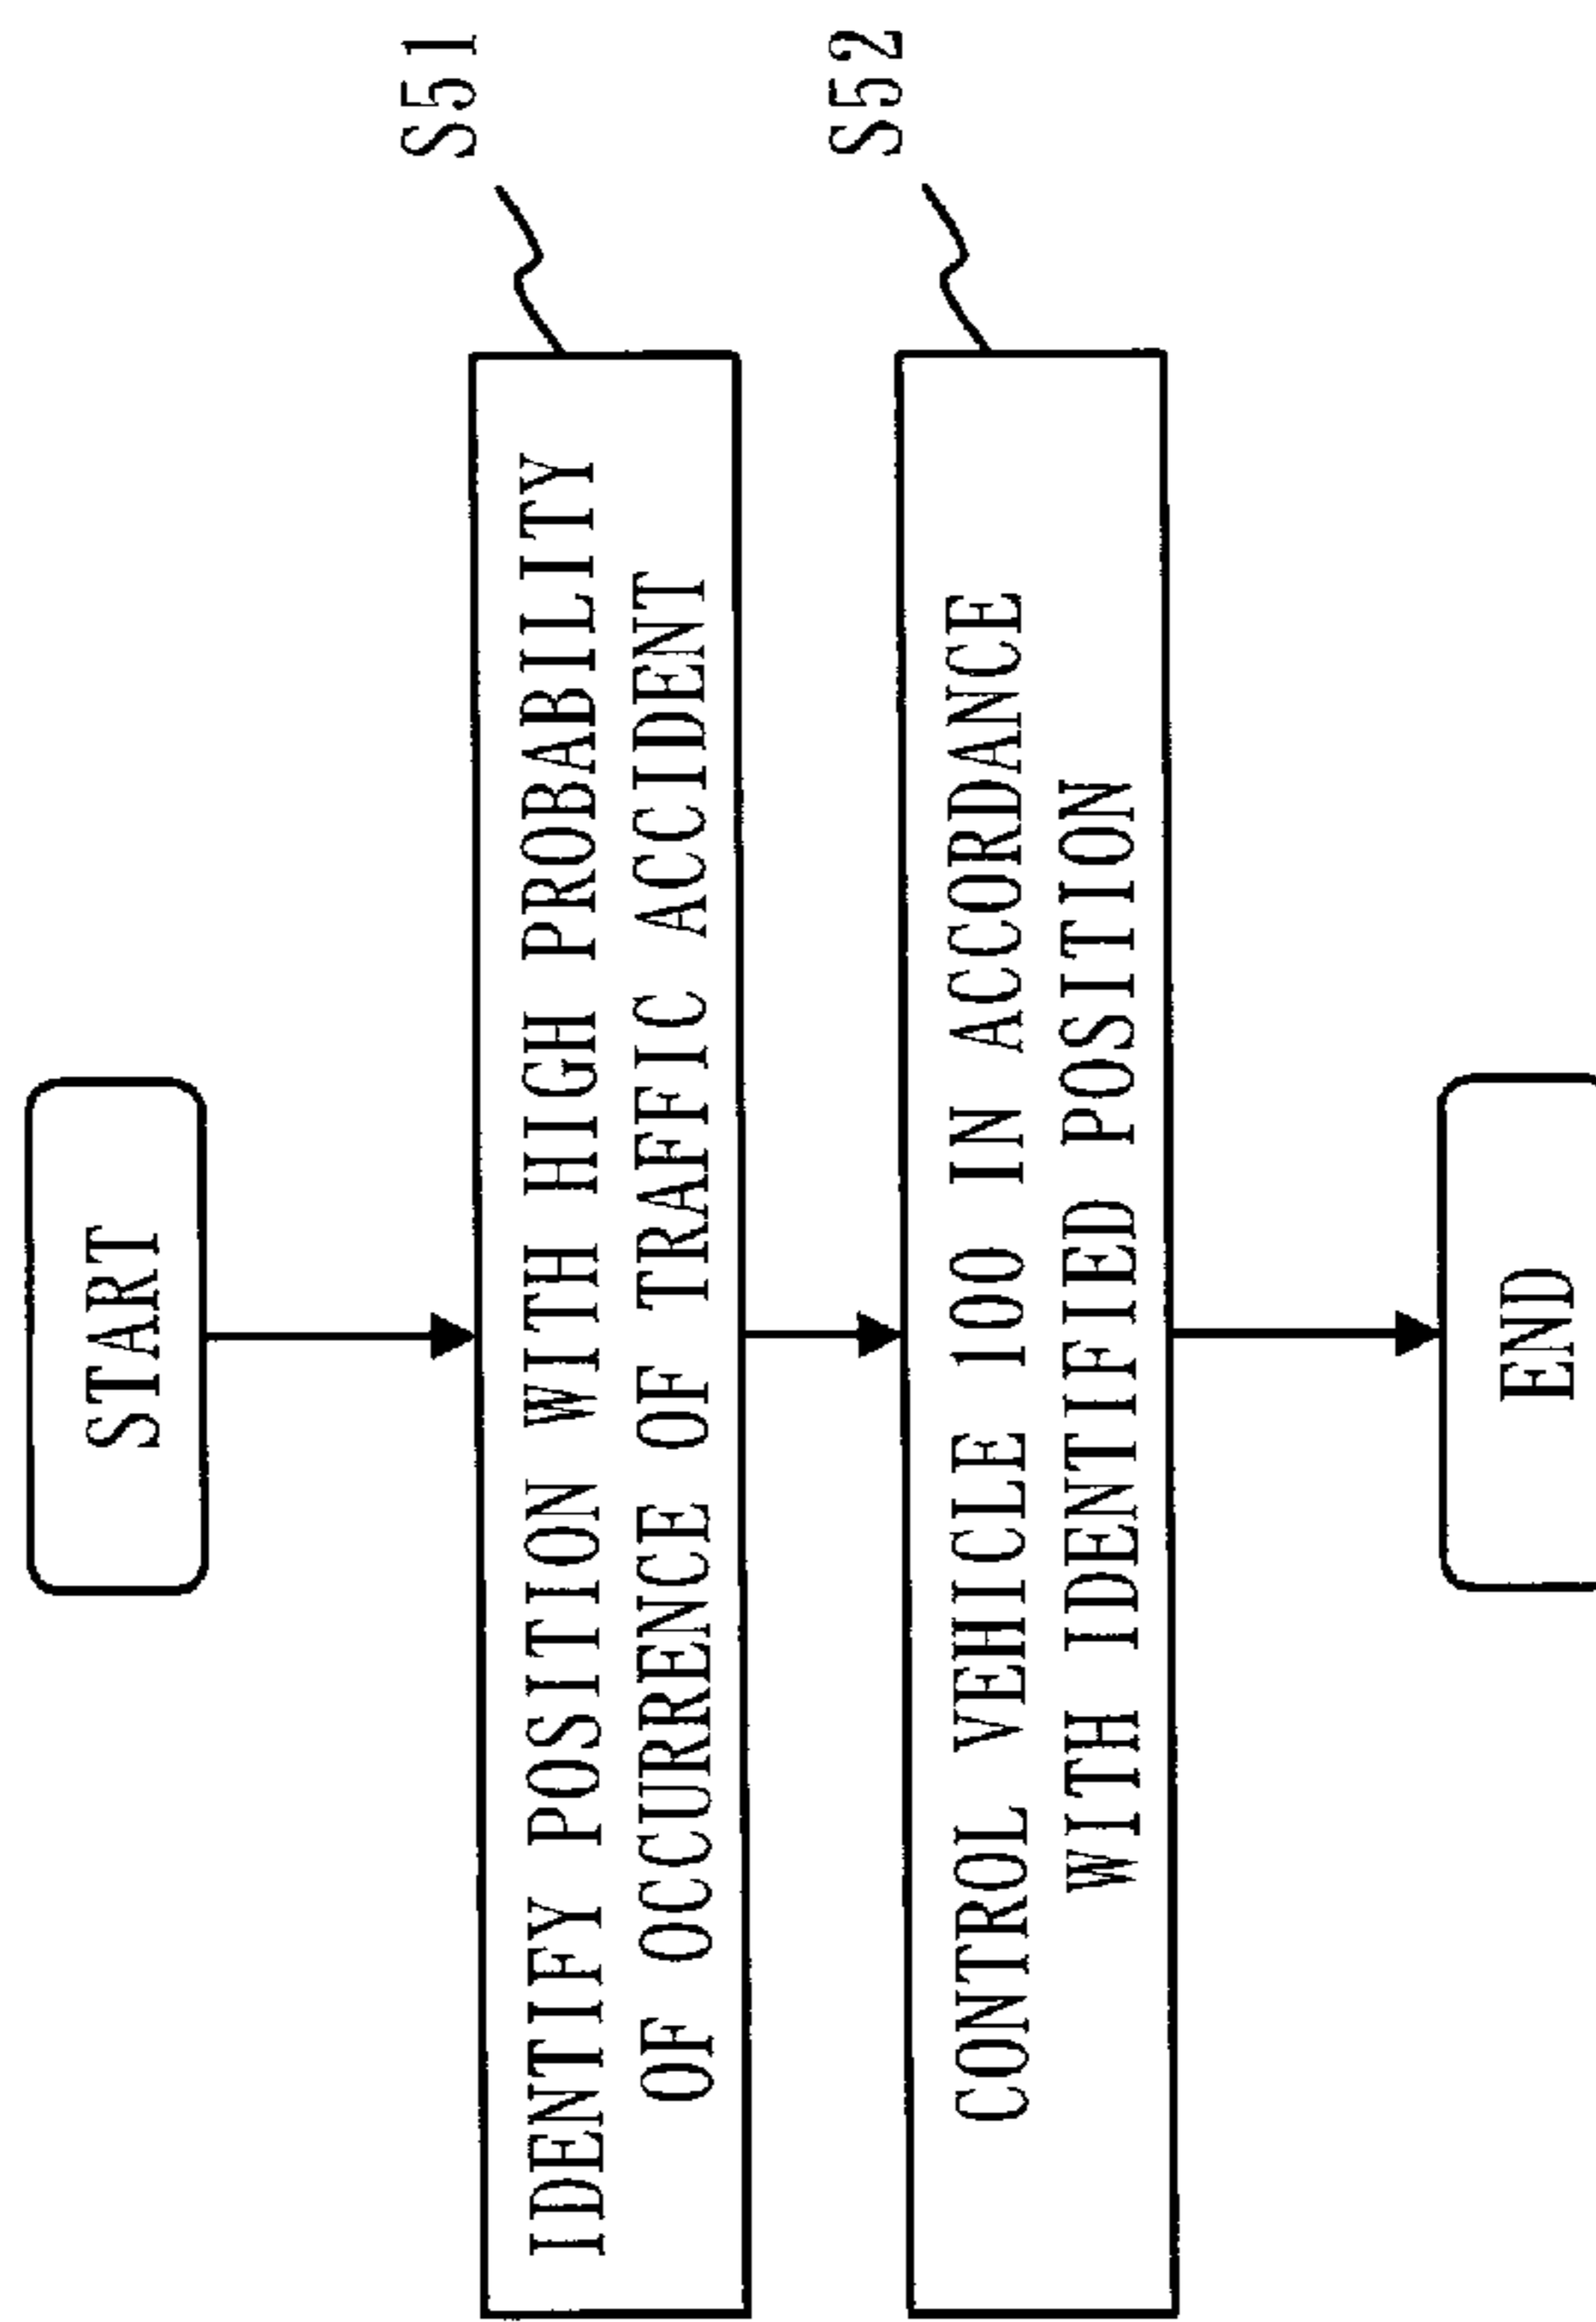 START
S51
IDENTIFY POSITION WITH HIGH PROBABILITY
OF OCCURRENCE OF TRAFFIC ACCIDENT
S52
CONTROL VEHICLE 100 IN ACCORDANCE
WITH IDENTIFIED POSITION
END